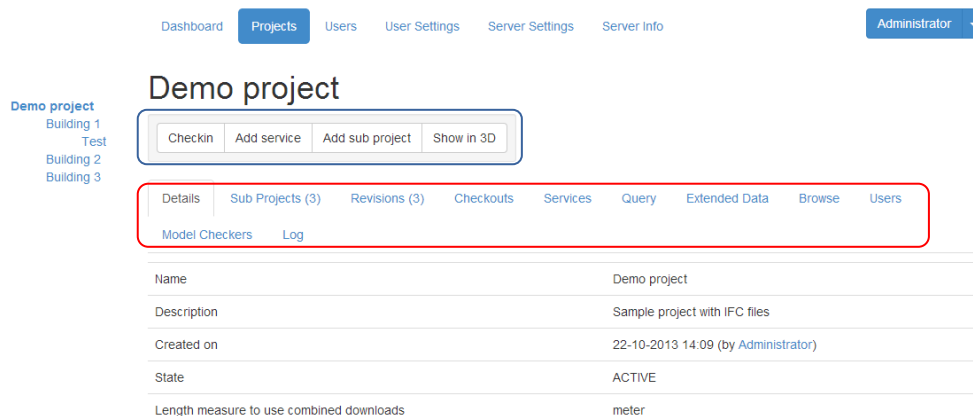 Dashboard Projects Users User Settings Server Settings Server Info Administrator
Demo project
Demo project
Building 1
Test
Building 2
Building 3
Checkin Add service Add sub project Show in 3D
Details Sub Projects (3) Revisions (3) Checkouts Services Query Extended Data Browse Users
Model Checkers Log
Name Demo project
Description Sample project with IFC files
Created on 22-10-2013 14:09 (by Administrator)
State ACTIVE
Length measure to use combined downloads meter